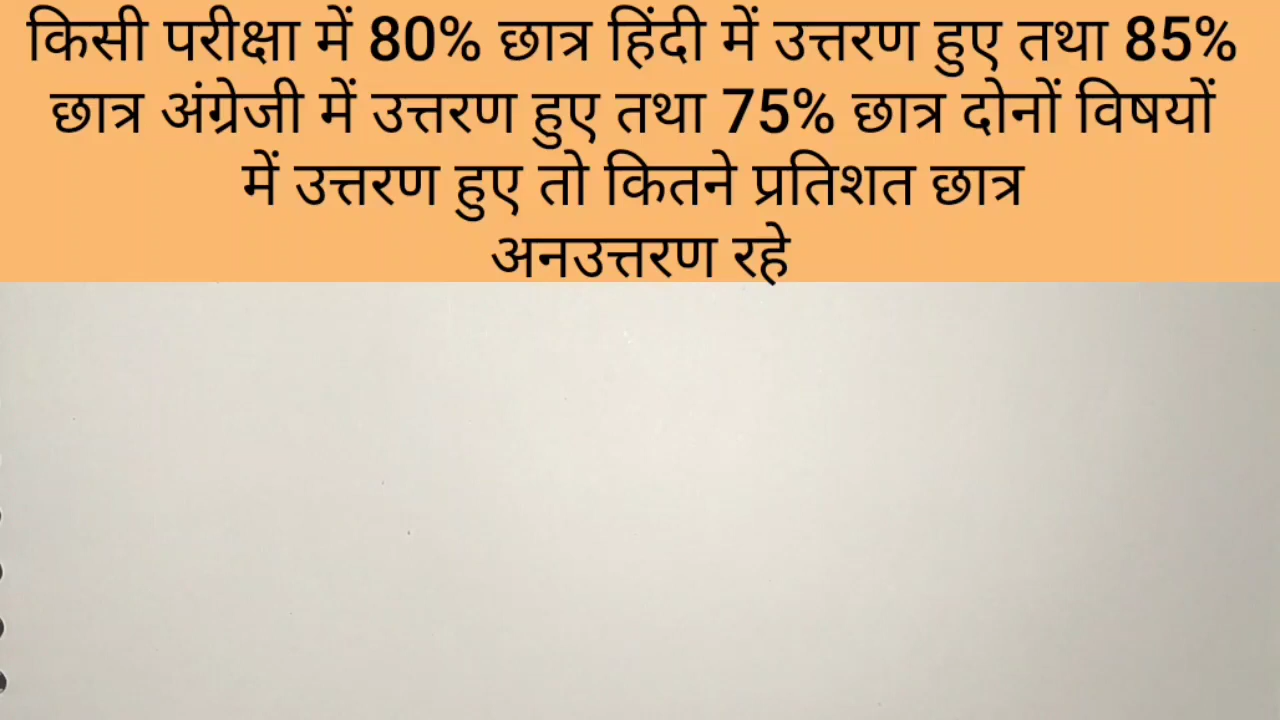 किसी परीक्षा में 80% छात्र हिंदी में उत्तरण हुए तथा 85%
छात्र अंग्रेजी में उत्तरण हुए तथा 75% छात्र दोनों विषयों
में उत्तरण हुए तो कितने प्रतिशत छात्र
अनउत्तरण रहे